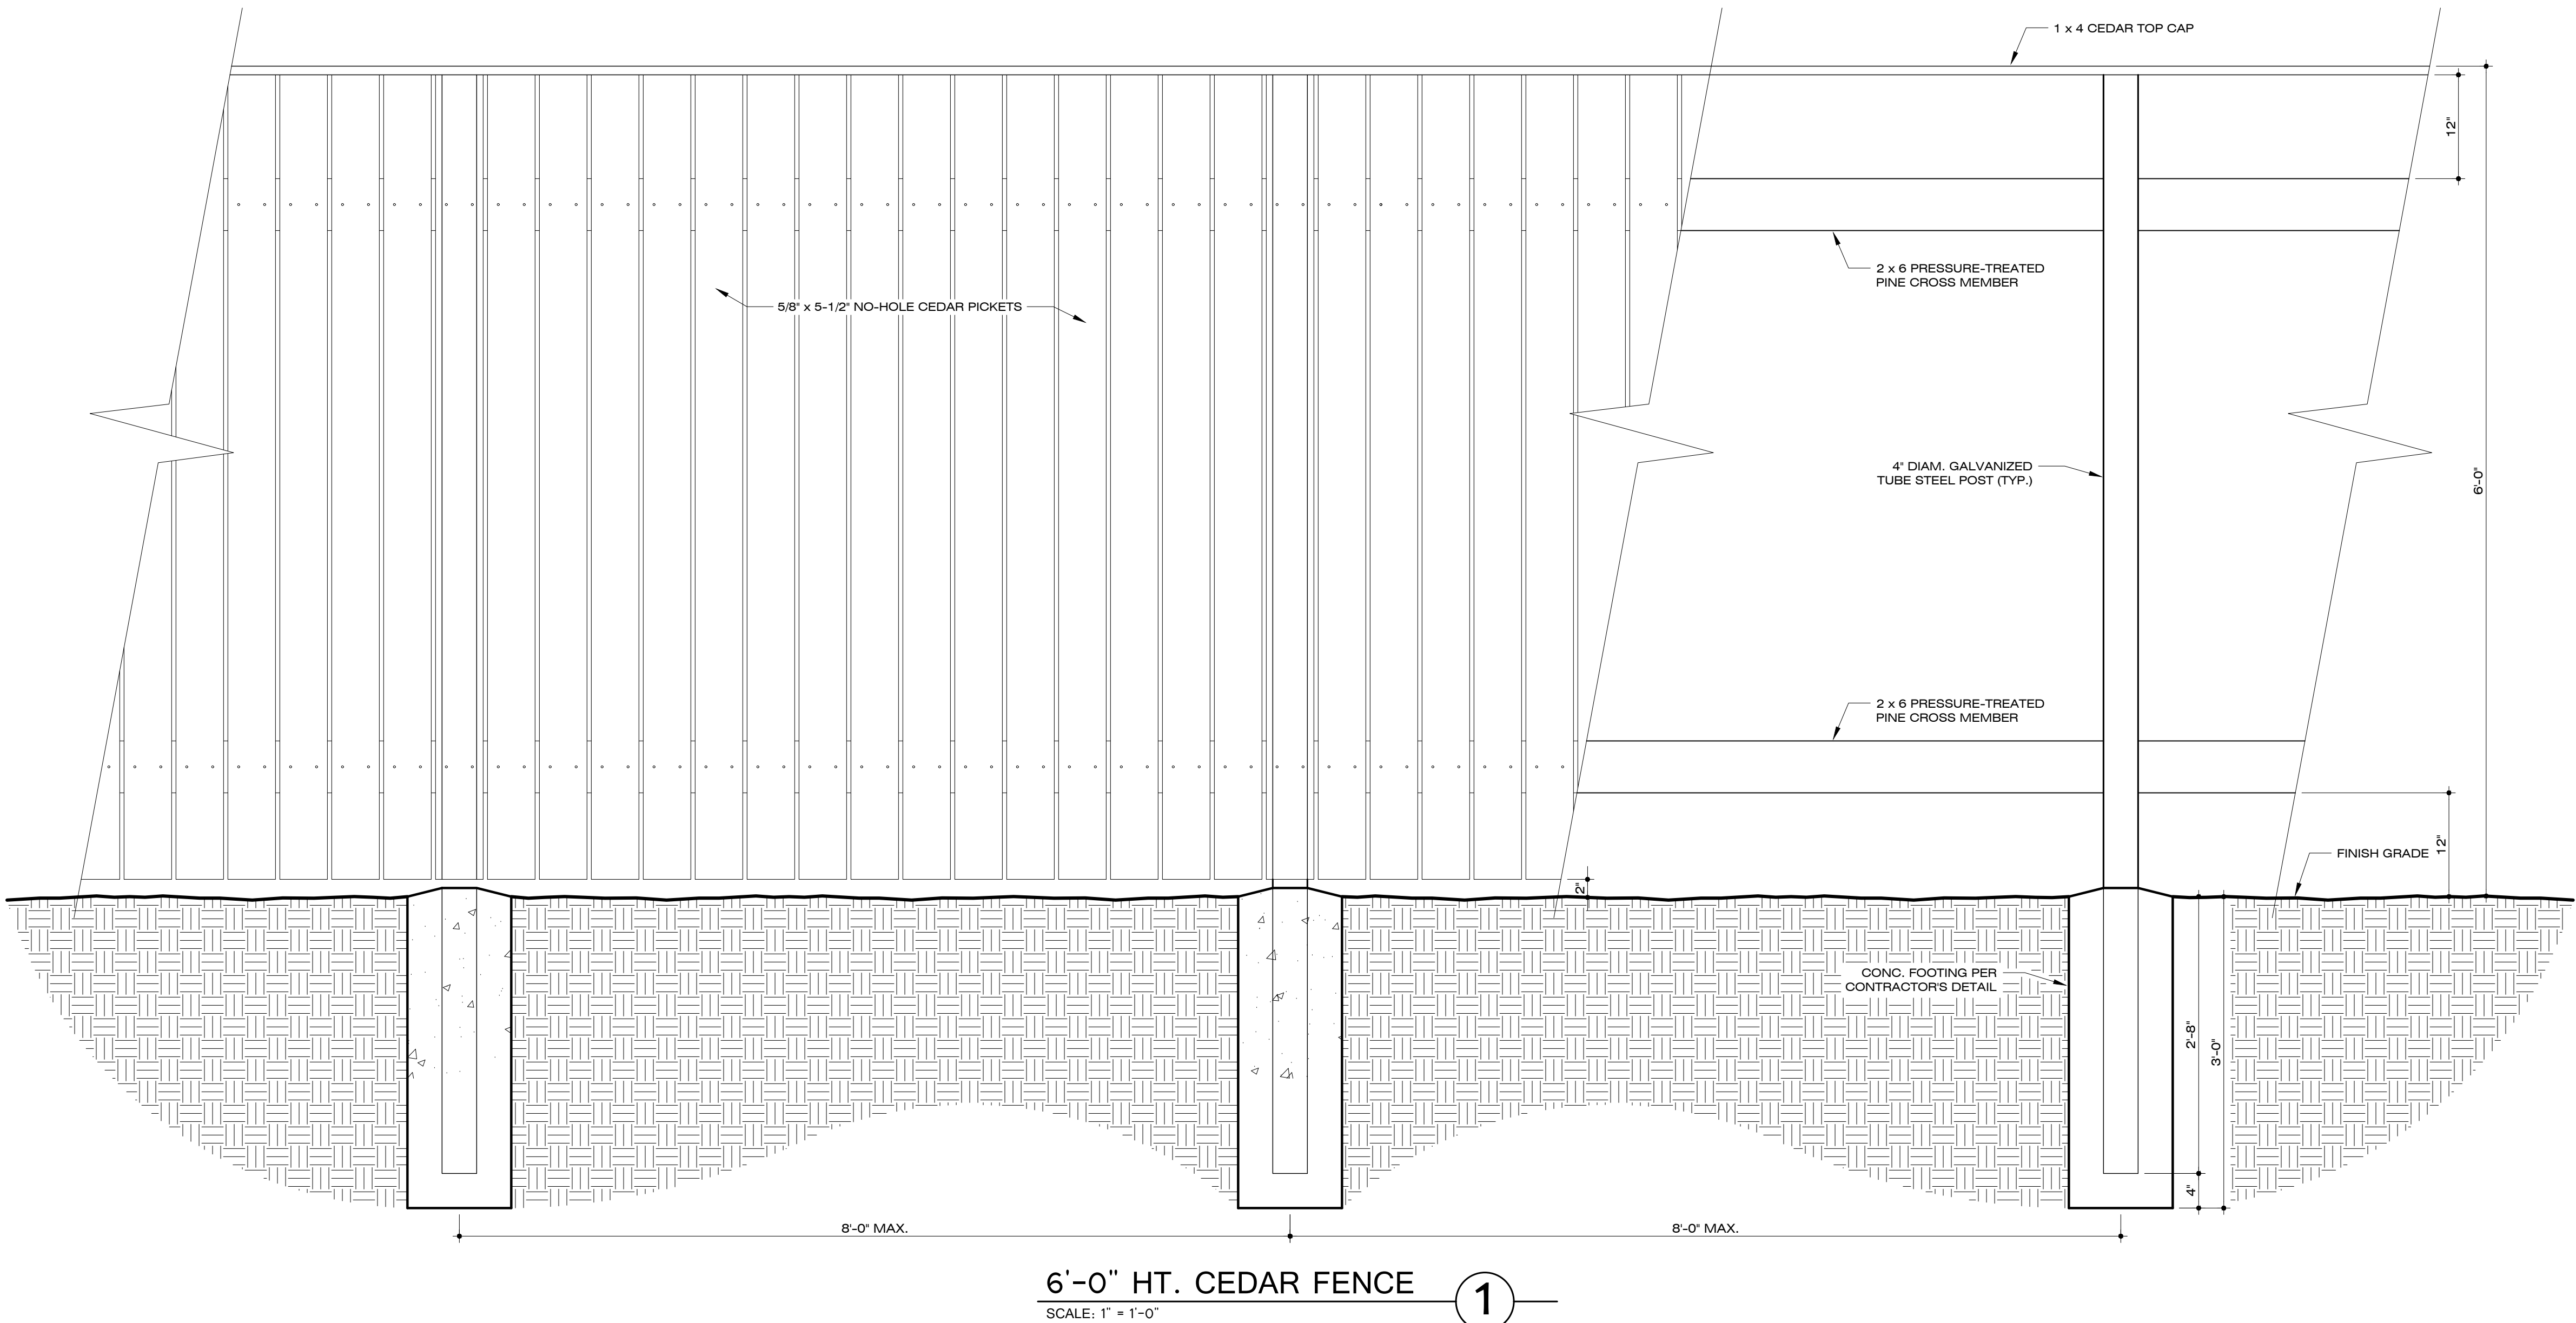 1 x 4 CEDAR TOP CAP
12"
2 x 6 PRESSURE-TREATED
PINE CROSS MEMBER
5/8" x 5-1/2" NO-HOLE CEDAR PICKETS
4" DIAM. GALVANIZED
TUBE STEEL POST (TYP.)
6'-0"
2 x 6 PRESSURE-TREATED
PINE CROSS MEMBER
FINISH GRADE
12"
2"
CONC. FOOTING PER
CONTRACTOR'S DETAIL
2'-8"
3'-0"
4"
8'-0" MAX.
8'-0" MAX.
6'-0" HT. CEDAR FENCE
1
SCALE: 1" = 1'-0"